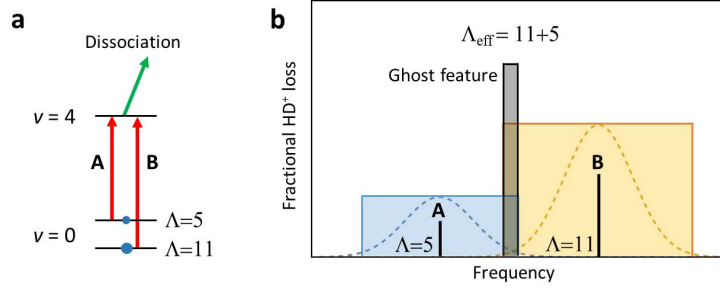 a
Dissociation
v = 4
A
B
v = 0
Λ=5
Λ=11
b
Λeff = 11+5
Ghost feature
Fractional HD⁺ loss
A
B
Λ=5
Λ=11
Frequency